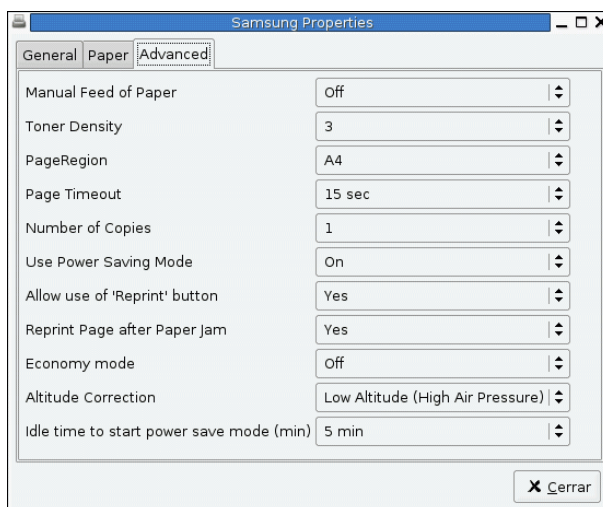 Samsung Properties
General Paper Advanced
Manual Feed of Paper Off
Toner Density 3
PageRegion A4
Page Timeout 15 sec
Number of Copies 1
Use Power Saving Mode On
Allow use of 'Reprint' button Yes
Reprint Page after Paper Jam Yes
Economy mode Off
Altitude Correction Low Altitude (High Air Pressure)
Idle time to start power save mode (min) 5 min
Cerrar